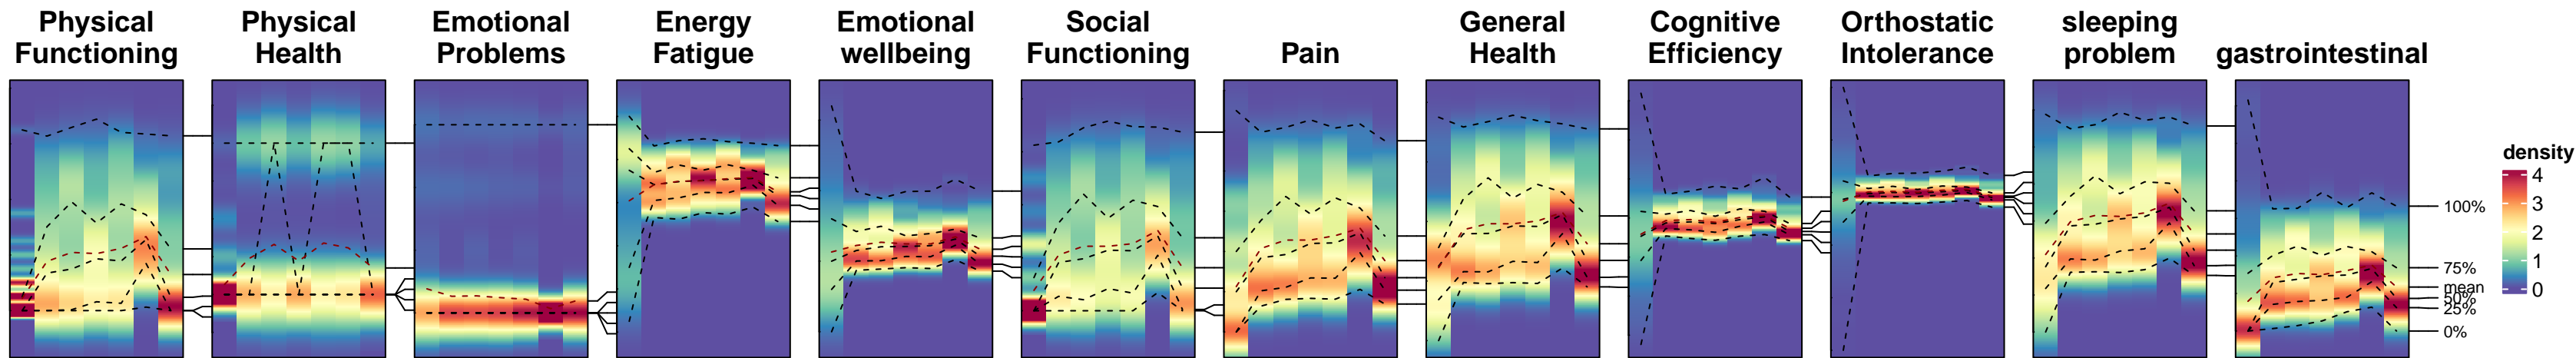 Physical
Functioning
Physical
Health
Emotional
Problems
Energy
Fatigue
Emotional
wellbeing
Social
Functioning
Pain
General
Health
Cognitive
Efficiency
Orthostatic
Intolerance
sleeping
problem
gastrointestinal
100%
75%
mean
50%
25%
0%
density
4
3
2
1
0